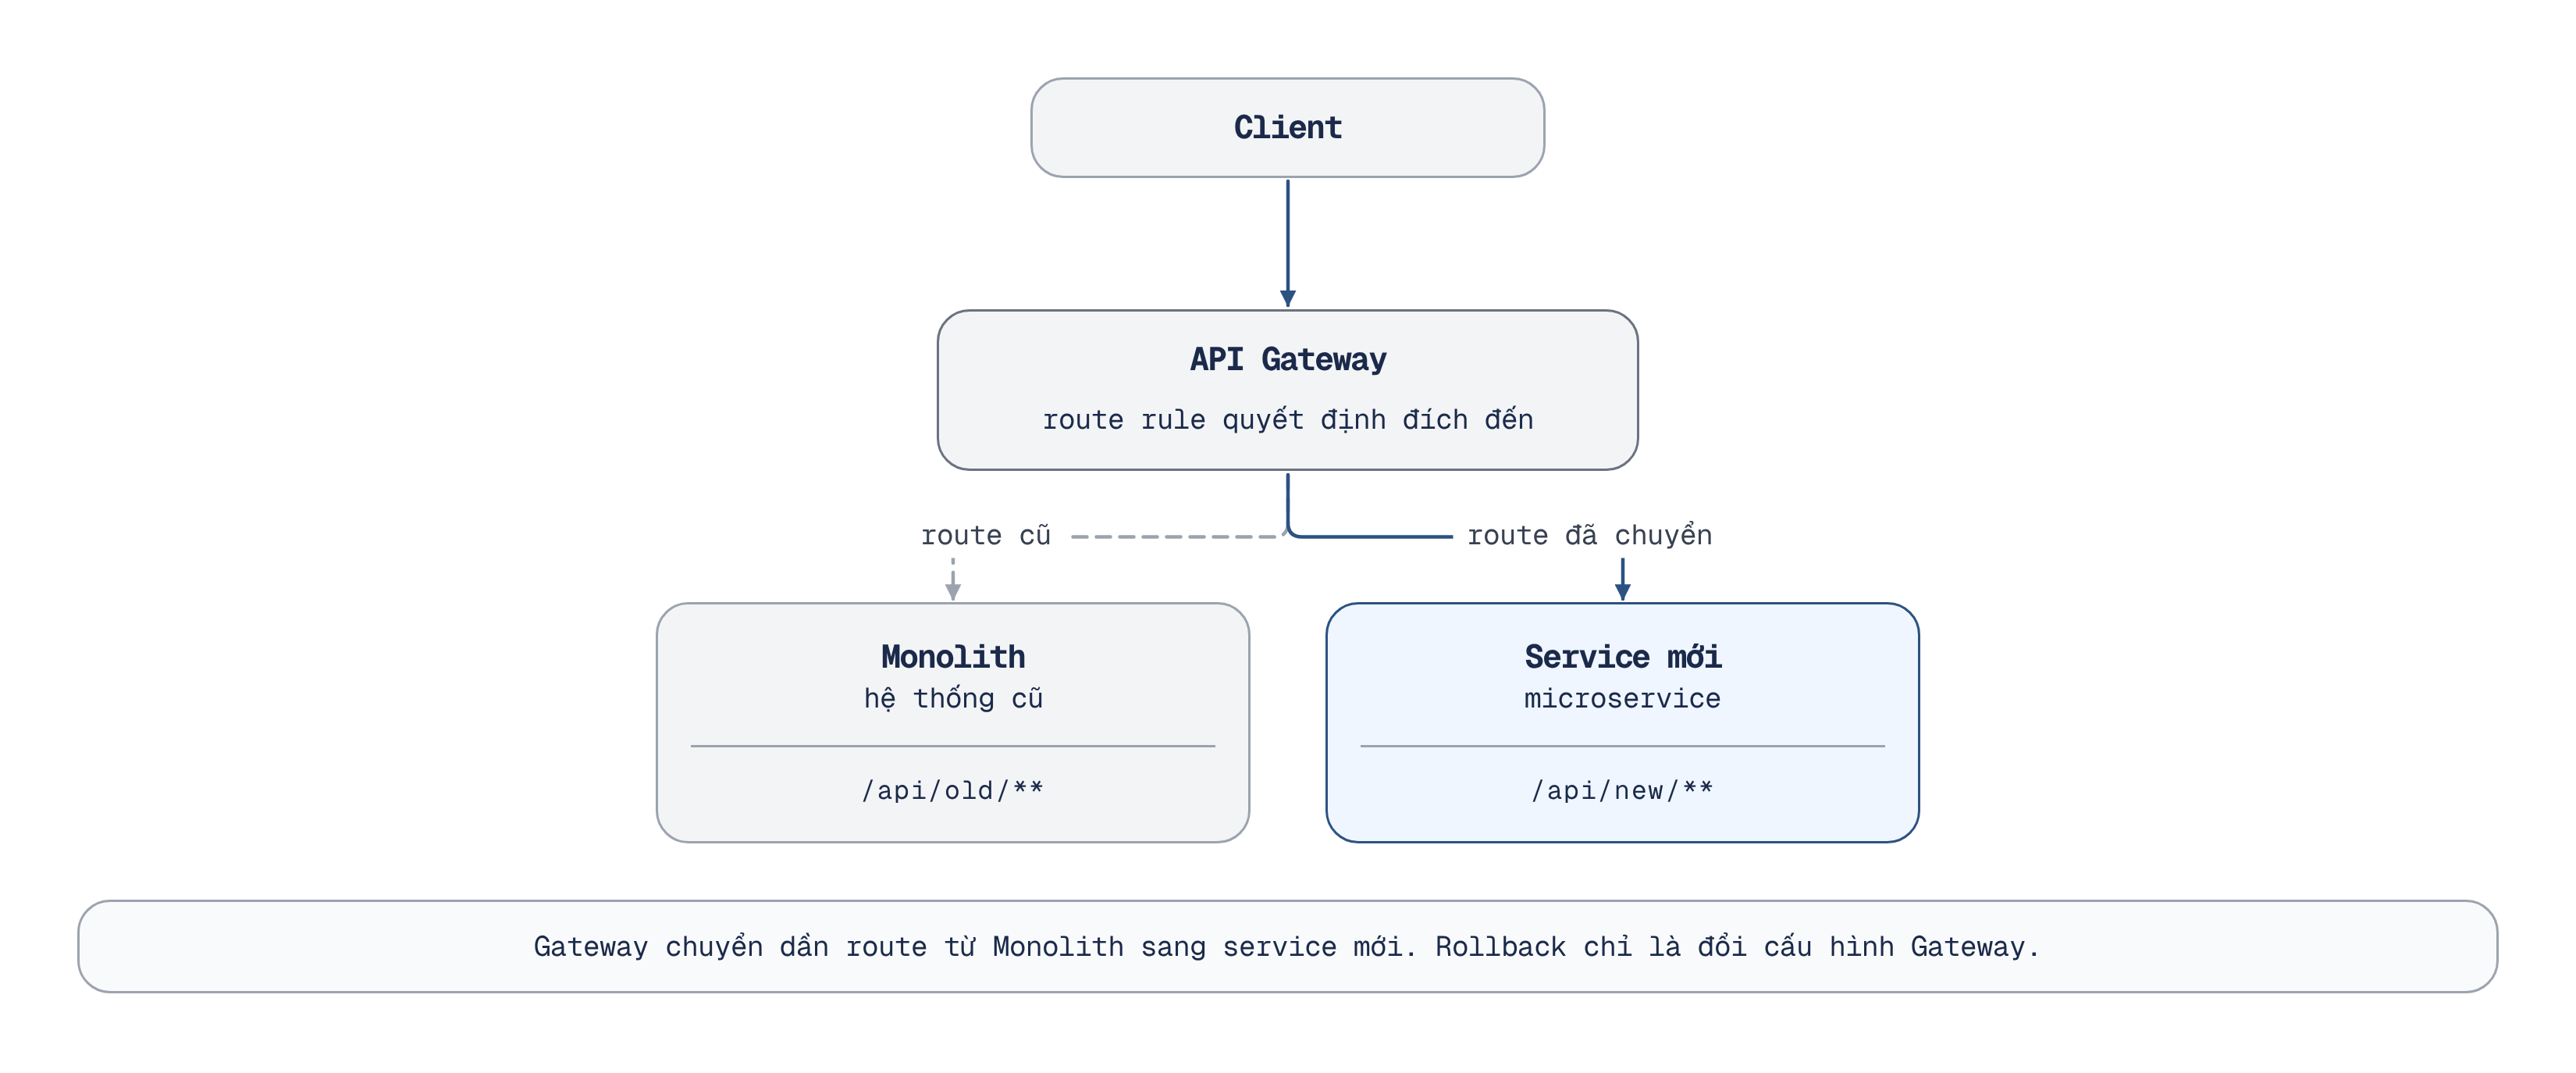 Client
API Gateway
route rule quyết định đích đến
route cũ
route đã chuyển
Monolith
hệ thống cũ
/api/old/**
Service mới
microservice
/api/new/**
Gateway chuyển dần route từ Monolith sang service mới. Rollback chỉ là đổi cấu hình Gateway.